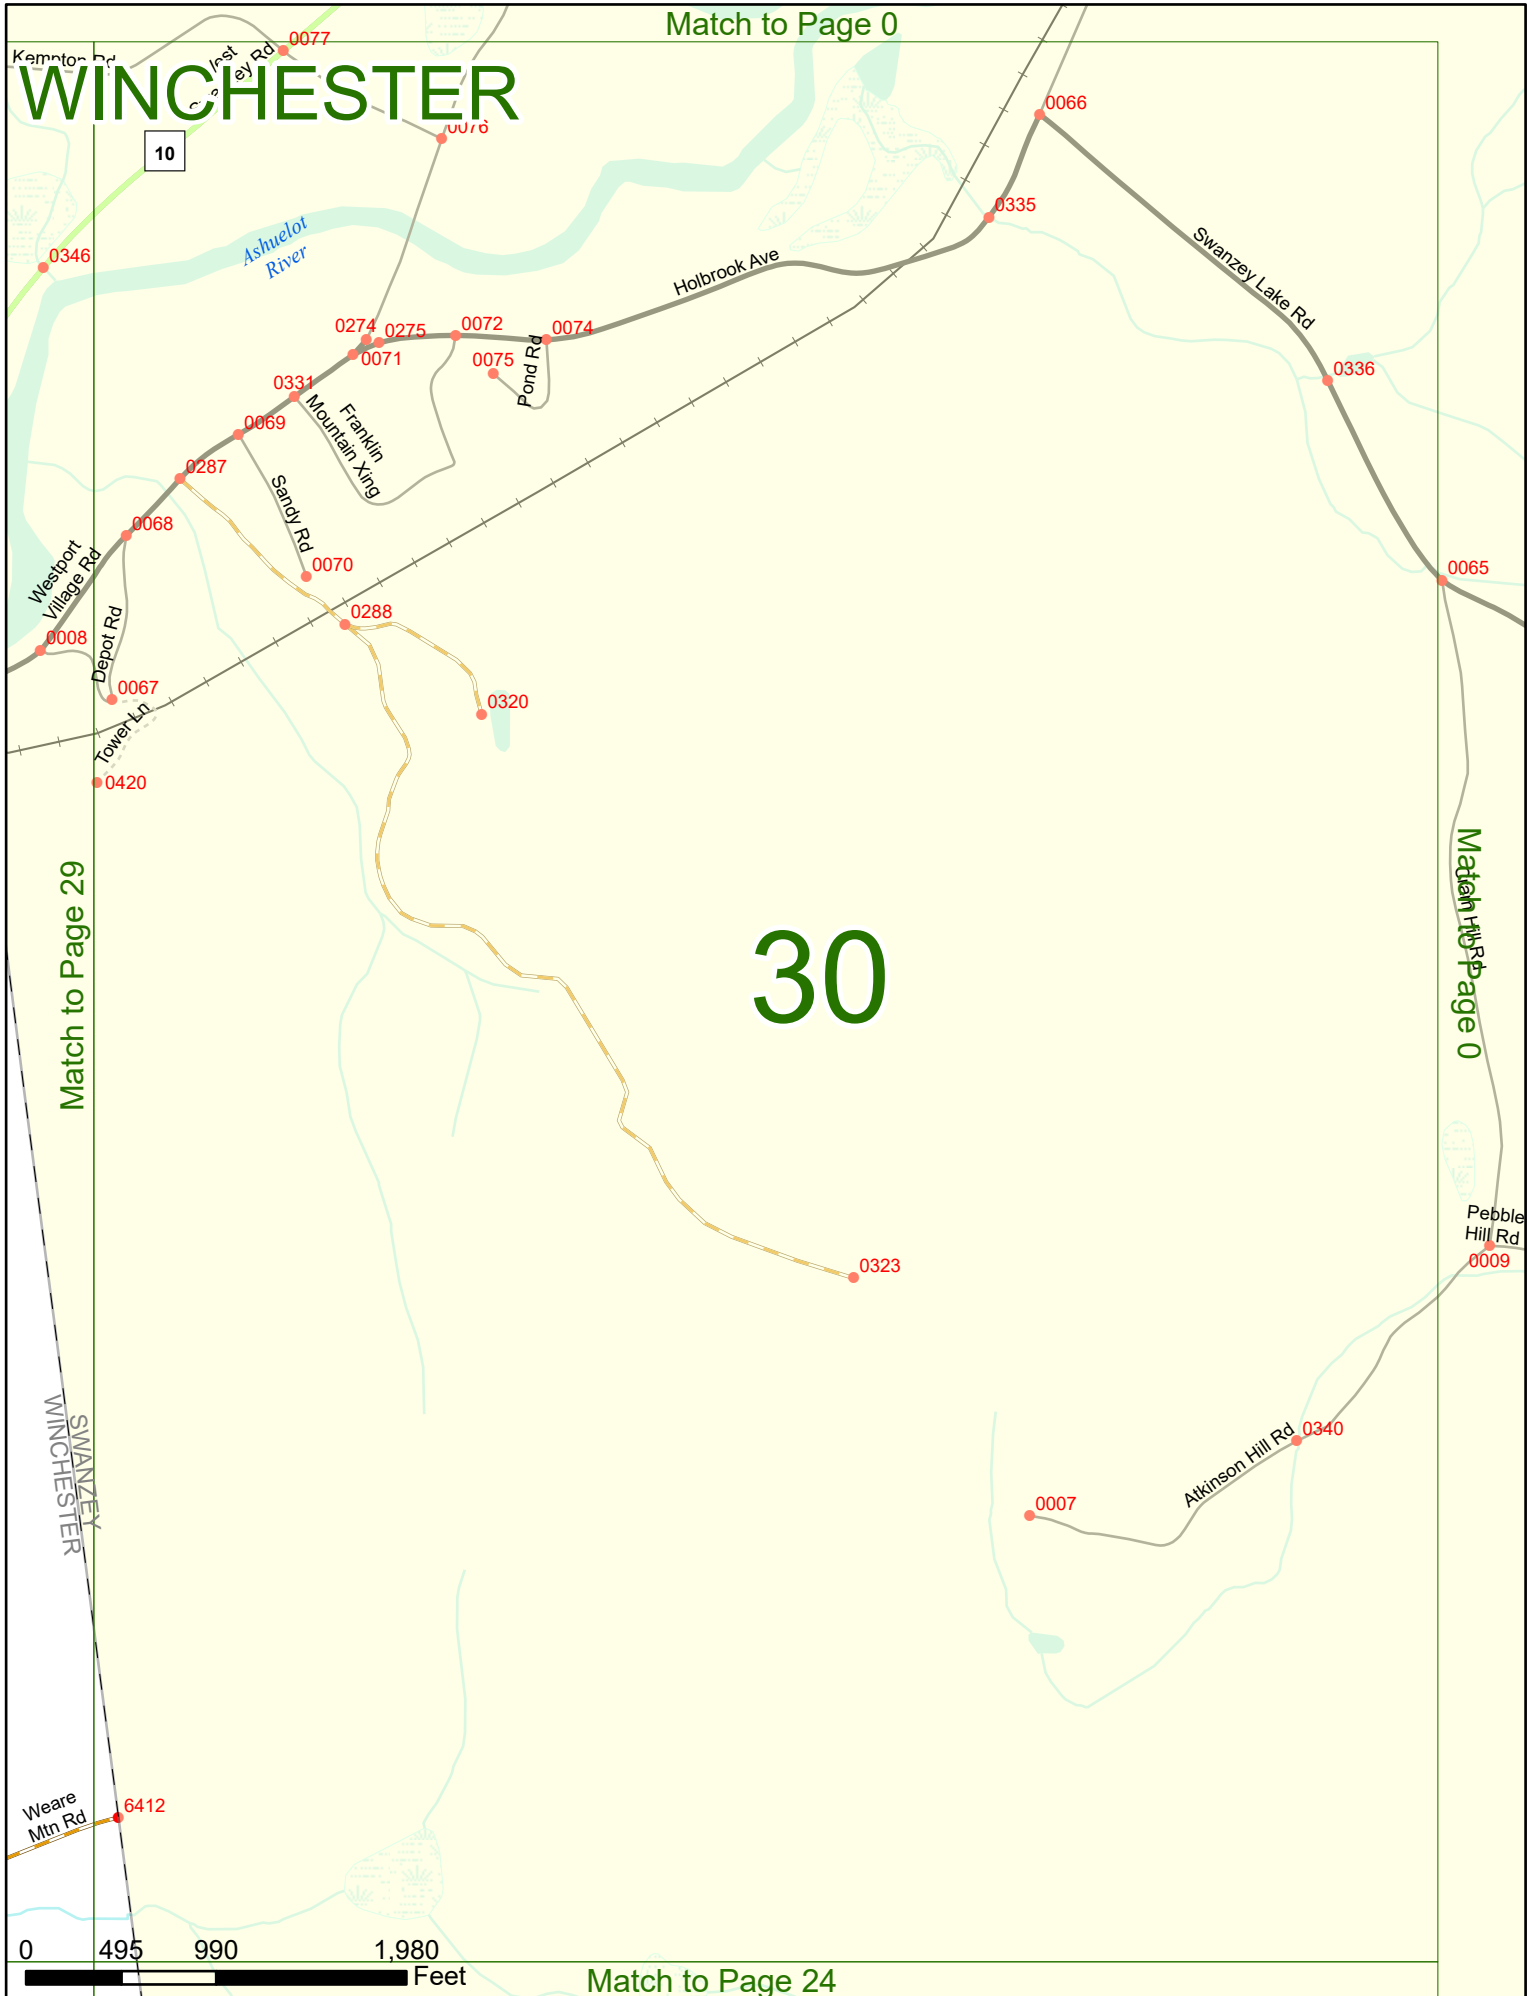 Match to Page 0
Kempton Rd
0077
WINCHESTER
0076
10
0066
0335
Ashuelot
River
0346
Swanzey Lake Rd
Holbrook Ave
0274
0275
0072
0074
0071
0075
Pond Rd
0336
0331
Franklin
Mountain Xing
0069
0287
Sandy Rd
0068
Westport
Village Rd
0070
0065
0288
0008
Depot Rd
0067
0320
Tower Ln
0420
Match to Page 29
30
Match to Page 0
Pebble
Hill Rd
0009
0323
SWANZEY
WINCHESTER
0340
Atkinson Hill Rd
0007
Weare
Mtn Rd
6412
0 495 990 1,980
Feet
Match to Page 24